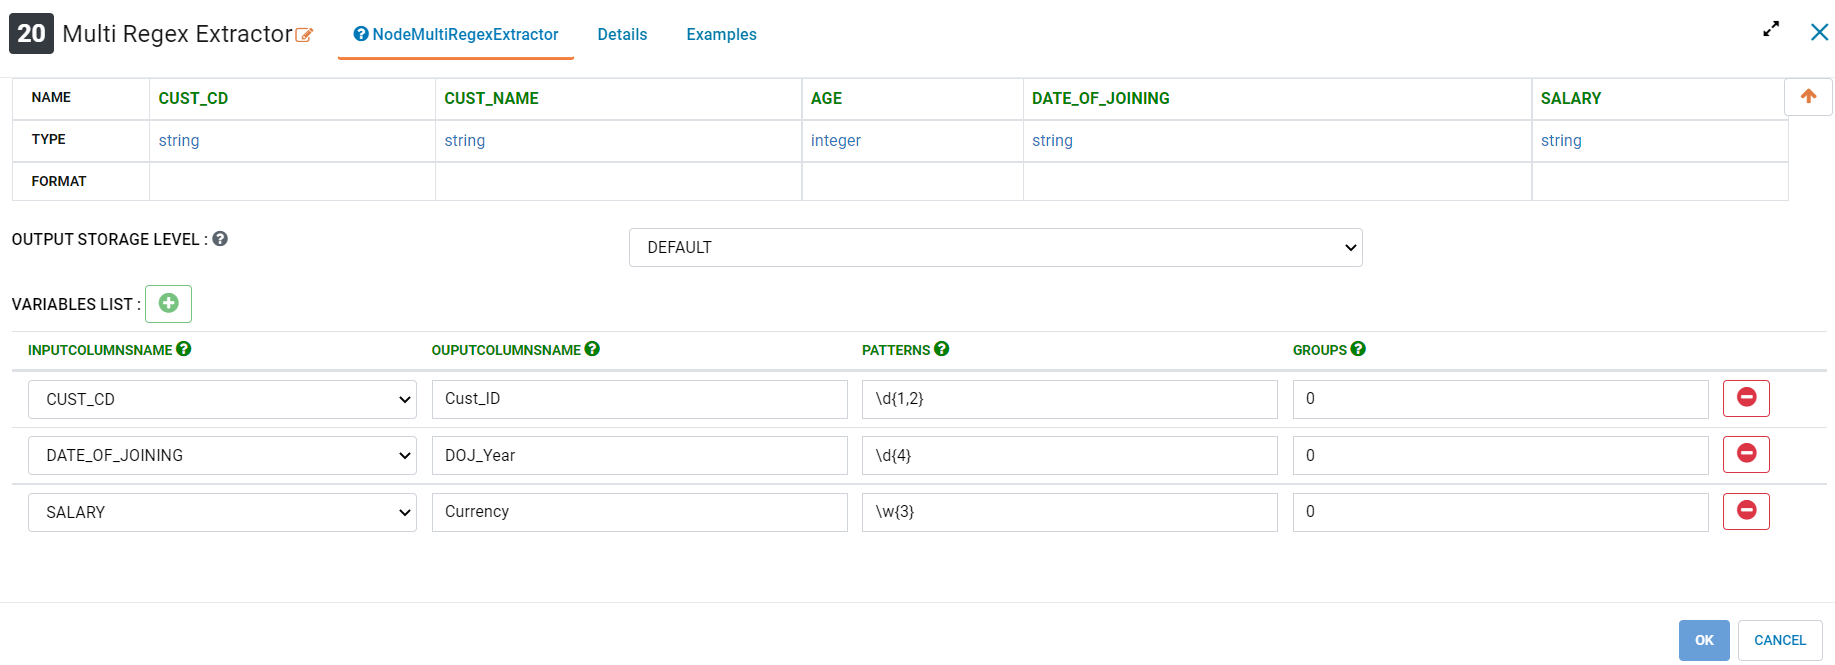 20 Multi Regex Extractor NodeMultiRegexExtractor Details Examples
NAME CUST_CD CUST_NAME AGE DATE_OF_JOINING SALARY
TYPE string string integer string string
FORMAT
OUTPUT STORAGE LEVEL : DEFAULT
VARIABLES LIST :
INPUTCOLUMNSNAME OUPUTCOLUMNSNAME PATTERNS GROUPS
CUST_CD Cust_ID \d{1,2} 0
DATE_OF_JOINING DOJ_Year \d{4} 0
SALARY Currency \w{3} 0
OK CANCEL